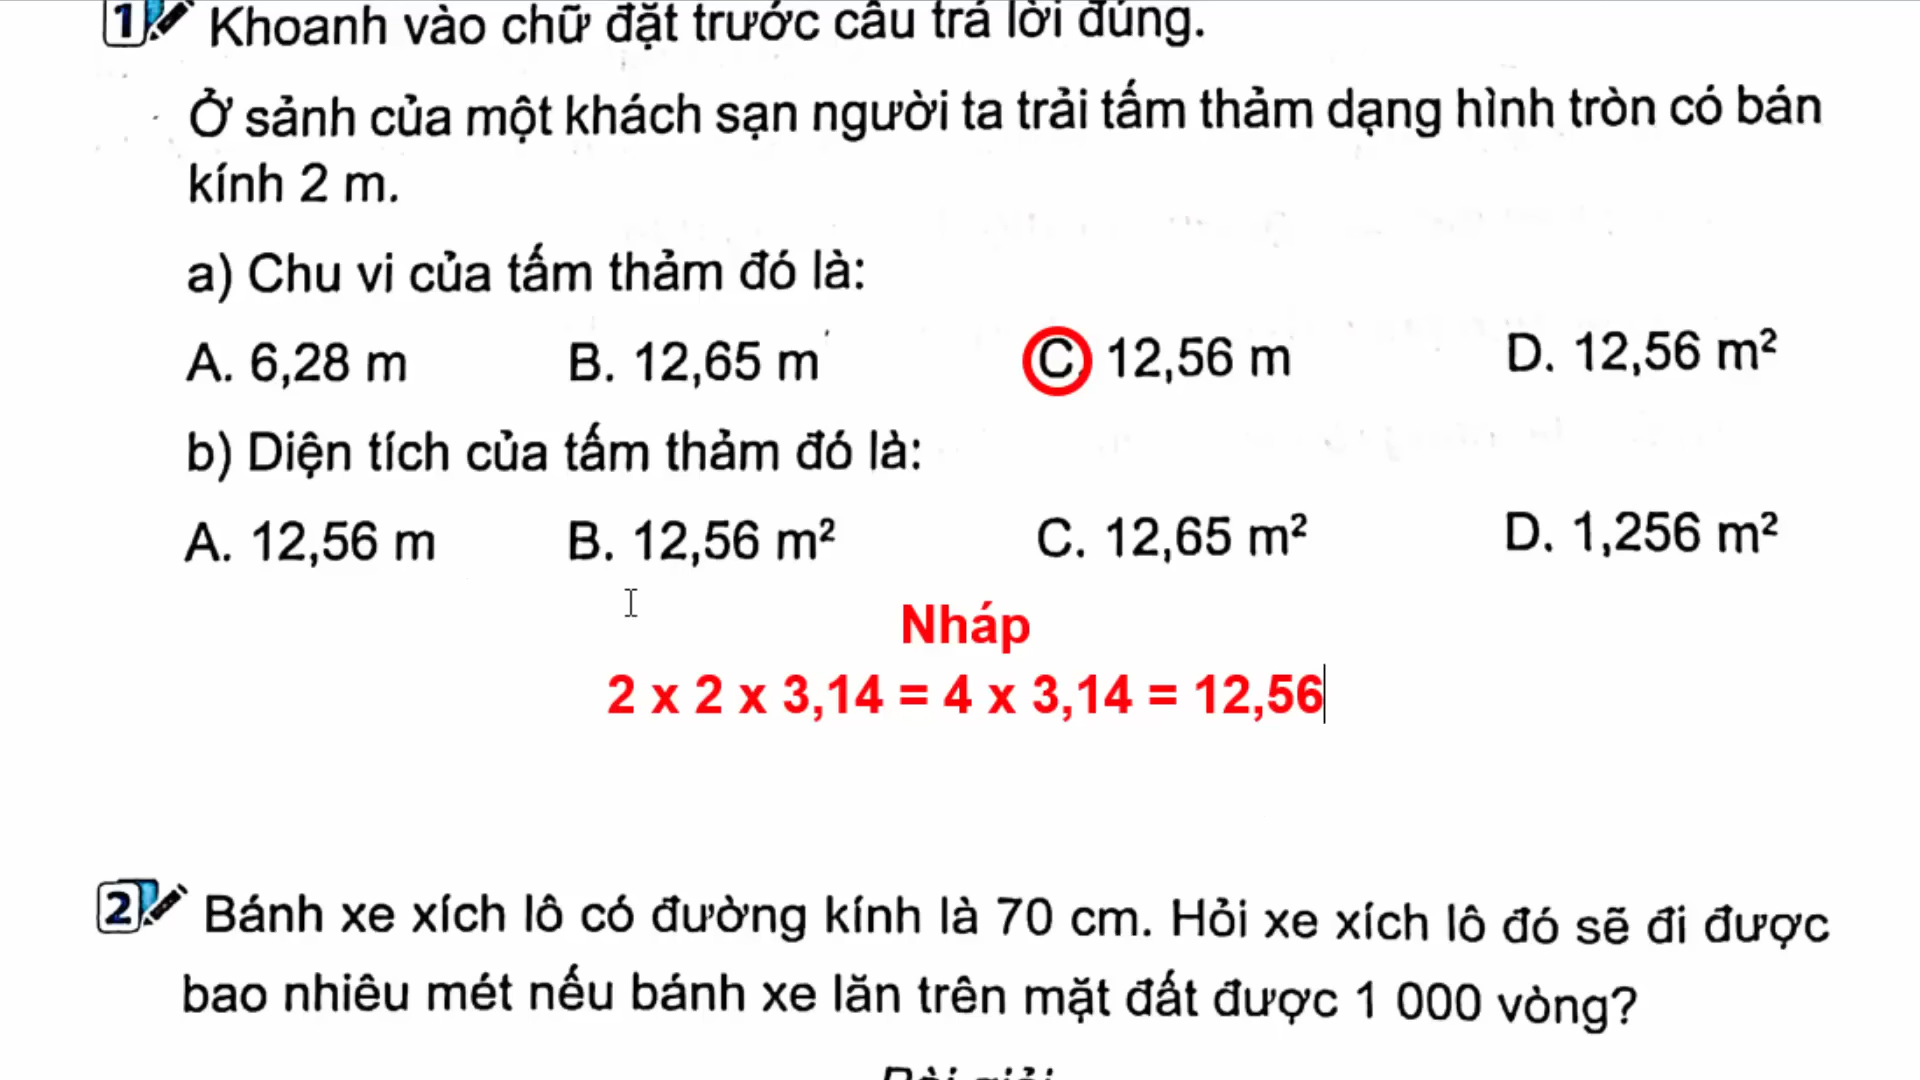 1 Khoanh vào chữ đặt trước câu trả lời đúng.
Ở sảnh của một khách sạn người ta trải tấm thảm dạng hình tròn có bán
kính 2 m.
a) Chu vi của tấm thảm đó là:
A. 6,28 m B. 12,65 m C. 12,56 m D. 12,56 m²
b) Diện tích của tấm thảm đó là:
A. 12,56 m B. 12,56 m² C. 12,65 m² D. 1,256 m²
Nháp
2 x 2 x 3,14 = 4 x 3,14 = 12,56
2 Bánh xe xích lô có đường kính là 70 cm. Hỏi xe xích lô đó sẽ đi được
bao nhiêu mét nếu bánh xe lăn trên mặt đất được 1 000 vòng?
Bài giải